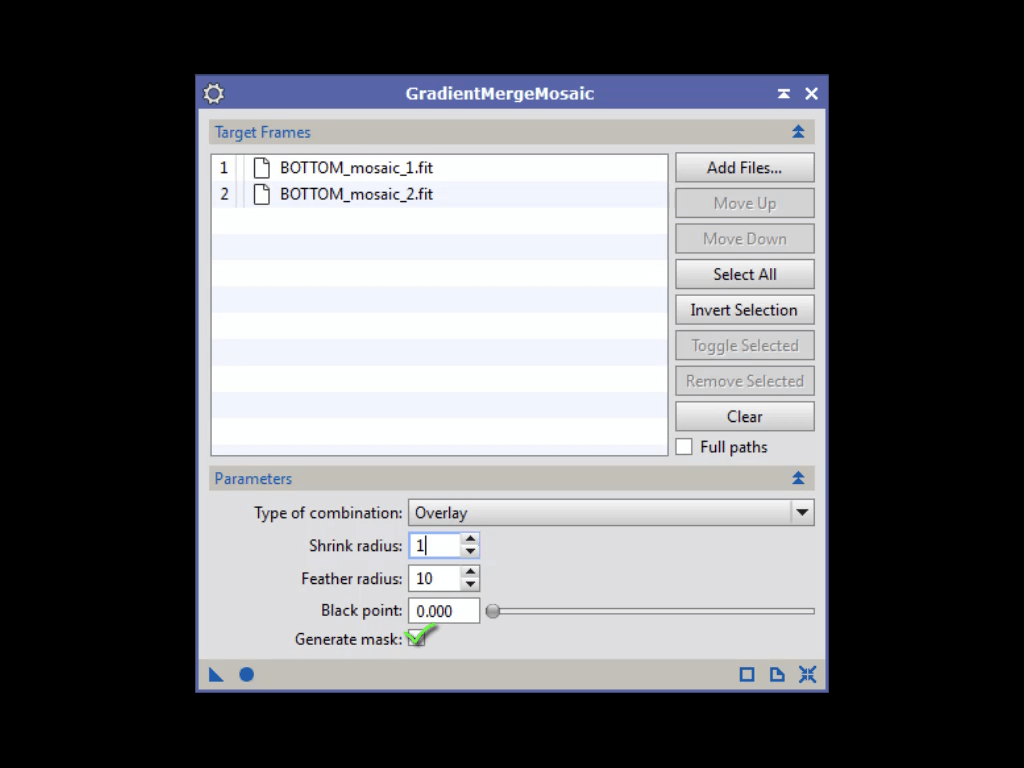 GradientMergeMosaic
Target Frames
1 BOTTOM_mosaic_1.fit
2 BOTTOM_mosaic_2.fit
Add Files...
Move Up
Move Down
Select All
Invert Selection
Toggle Selected
Remove Selected
Clear
Full paths
Parameters
Type of combination: Overlay
Shrink radius: 1
Feather radius: 10
Black point: 0.000
Generate mask: